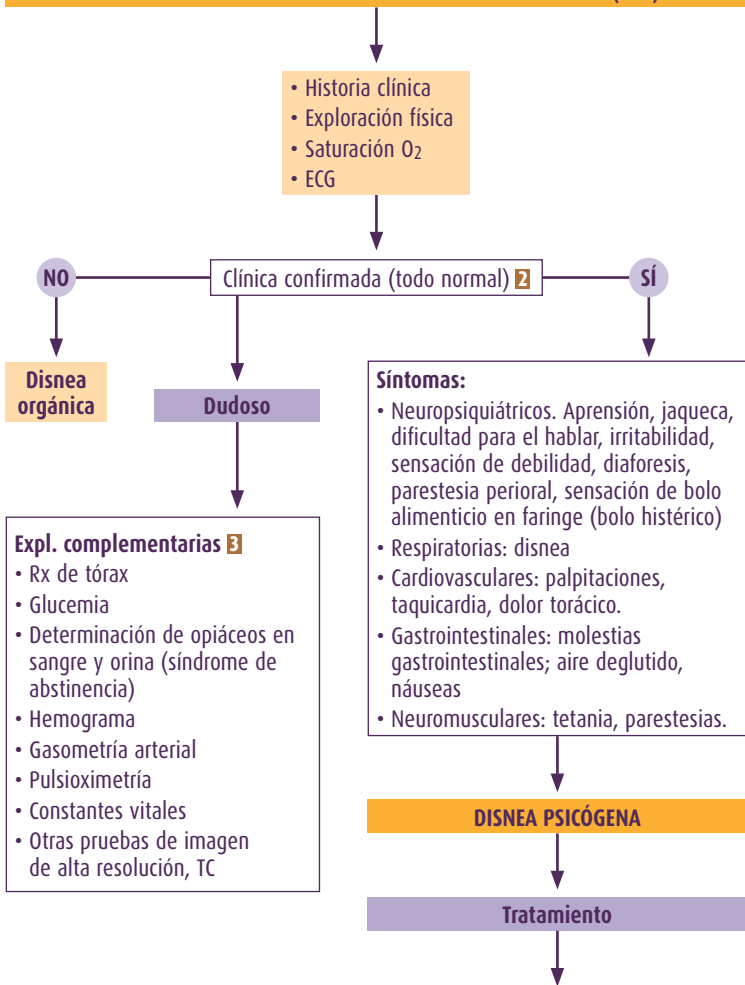 • Historia clínica
• Exploración física
• Saturación O2
• ECG
NO
Clínica confirmada (todo normal) 2
SÍ
Disnea
orgánica
Dudoso
Expl. complementarias 3
• Rx de tórax
• Glucemia
• Determinación de opiáceos en
sangre y orina (síndrome de
abstinencia)
• Hemograma
• Gasometría arterial
• Pulsioximetría
• Constantes vitales
• Otras pruebas de imagen
de alta resolución, TC
Síntomas:
• Neuropsiquiátricos. Aprensión, jaqueca,
dificultad para el hablar, irritabilidad,
sensación de debilidad, diaforesis,
parestesia perioral, sensación de bolo
alimenticio en faringe (bolo histérico)
• Respiratorias: disnea
• Cardiovasculares: palpitaciones,
taquicardia, dolor torácico.
• Gastrointestinales: molestias
gastrointestinales; aire deglutido,
náuseas
• Neuromusculares: tetania, parestesias.
DISNEA PSICÓGENA
Tratamiento